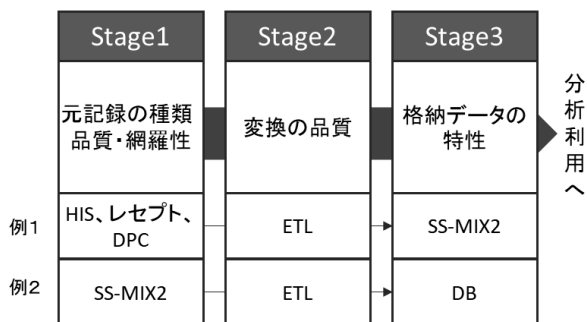 Stage1
Stage2
Stage3
元記録の種類
品質・網羅性
変換の品質
格納データの
特性
分析利用へ
例1
HIS、レセプト、
DPC
ETL
SS-MIX2
例2
SS-MIX2
ETL
DB